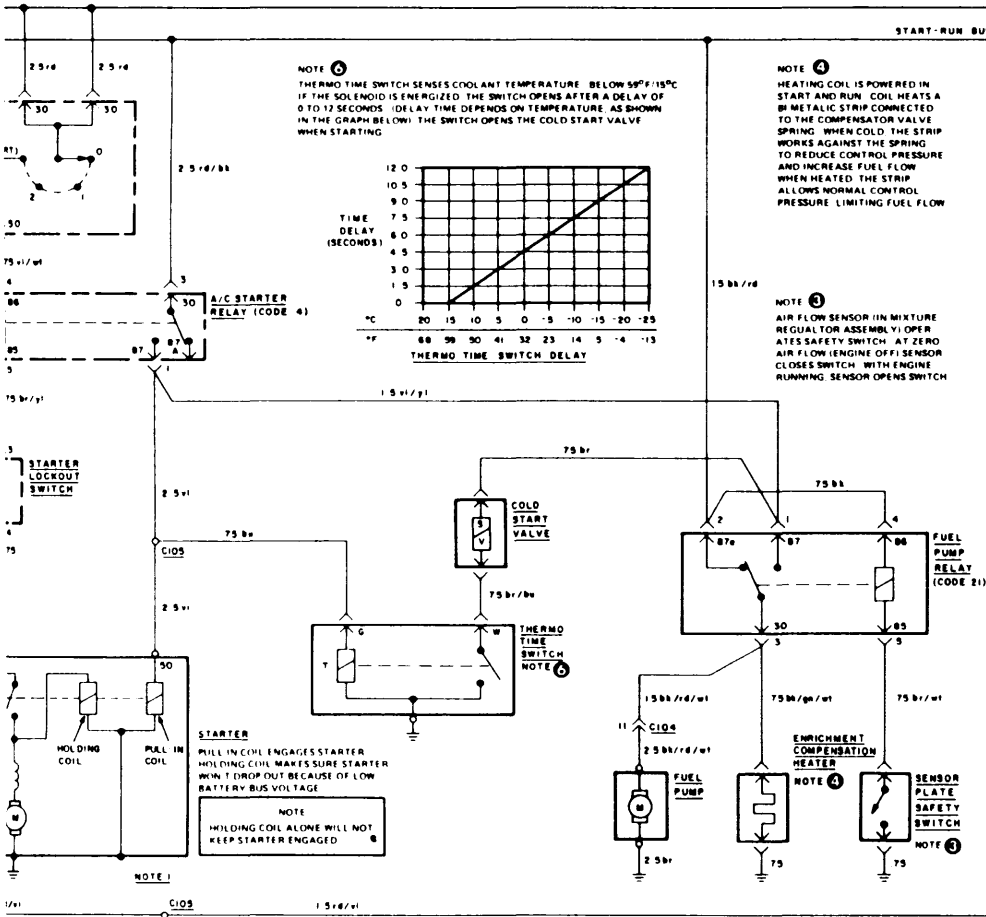 START-RUN BU
2 5 rd
2 5 rd
30
30
RT)
0
2
1
.50
75 vi/wt
2 5 rd/bk
NOTE 6
THERMO TIME SWITCH SENSES COOLANT TEMPERATURE BELOW 59°F/15°C
IF THE SOLENOID IS ENERGIZED THE SWITCH OPENS AFTER A DELAY OF
0 TO 12 SECONDS (DELAY TIME DEPENDS ON TEMPERATURE, AS SHOWN
IN THE GRAPH BELOW) THE SWITCH OPENS THE COLD START VALVE
WHEN STARTING
NOTE 4
HEATING COIL IS POWERED IN
START AND RUN COIL HEATS A
BI METALIC STRIP CONNECTED
TO THE COMPENSATOR VALVE
SPRING WHEN COLD THE STRIP
WORKS AGAINST THE SPRING
TO REDUCE CONTROL PRESSURE
AND INCREASE FUEL FLOW
WHEN HEATED THE STRIP
ALLOWS NORMAL CONTROL
PRESSURE LIMITING FUEL FLOW
TIME
DELAY
(SECONDS)
12 0
10 5
9 0
7 5
6 0
4 5
3 0
1 5
0
°C 20 15 10 5 0 -5 -10 -15 -20 -25
°F 68 59 50 41 32 23 14 5 -4 -13
THERMO TIME SWITCH DELAY
1 5 bk/rd
NOTE 3
AIR FLOW SENSOR (IN MIXTURE
REGUALTOR ASSEMBLY) OPER
ATES SAFETY SWITCH AT ZERO
AIR FLOW (ENGINE OFF) SENSOR
CLOSES SWITCH WITH ENGINE
RUNNING, SENSOR OPENS SWITCH
4
86
3
30
A/C STARTER
RELAY (CODE 4)
85
87
87
A
5
1
75 br/yl
1 5 vi/yl
3
STARTER
LOCKOUT
SWITCH
4
75
2 5 vi
75 bu
C105
2 5 vi
75 br
COLD
START
VALVE
S
V
75 br/bu
75 bk
2
1
4
87e
87
86
FUEL
PUMP
RELAY
(CODE 21)
30
85
3
5
G
W
T
THERMO
TIME
SWITCH
NOTE 6
50
HOLDING
COIL
PULL IN
COIL
M
STARTER
PULL IN COIL ENGAGES STARTER
HOLDING COIL MAKES SURE STARTER
WON T DROP OUT BECAUSE OF LOW
BATTERY BUS VOLTAGE
NOTE
HOLDING COIL ALONE WILL NOT
KEEP STARTER ENGAGED
NOTE 1
1 5 bk/rd/wt
75 bk/gn/wt
75 br/wt
11
C104
2 5 bk/rd/wt
FUEL
PUMP
M
2 5 br
ENRICHMENT
COMPENSATION
HEATER
NOTE 4
75
SENSOR
PLATE
SAFETY
SWITCH
NOTE 3
75
C105
1 5 rd/vi